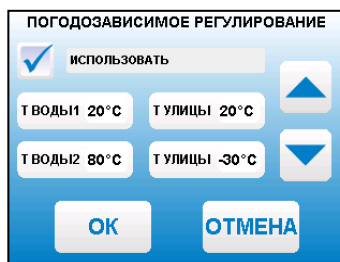 ПОГОДОЗАВИСИМОЕ РЕГУЛИРОВАНИЕ
ИСПОЛЬЗОВАТЬ
Т ВОДЫ1 20°C Т УЛИЦЫ 20°C
Т ВОДЫ2 80°C Т УЛИЦЫ -30°C
ОК ОТМЕНА